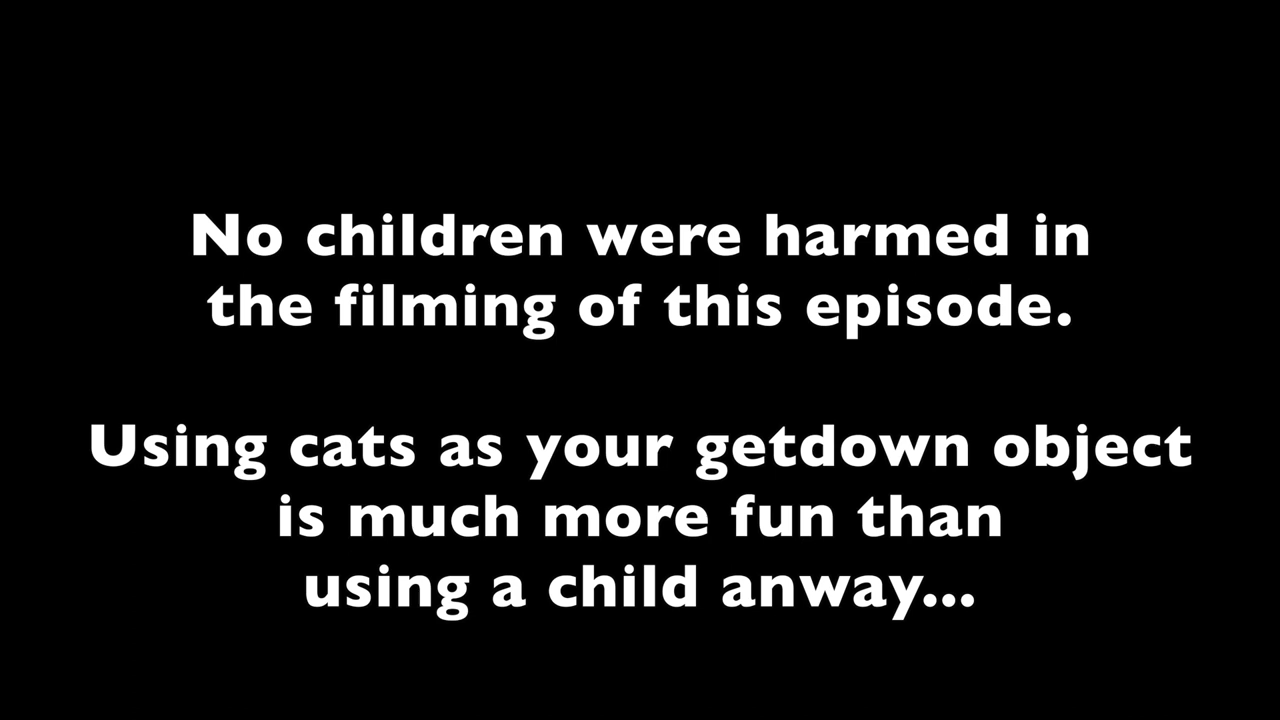 No children were harmed in
the filming of this episode.
Using cats as your getdown object
is much more fun than
using a child anway...